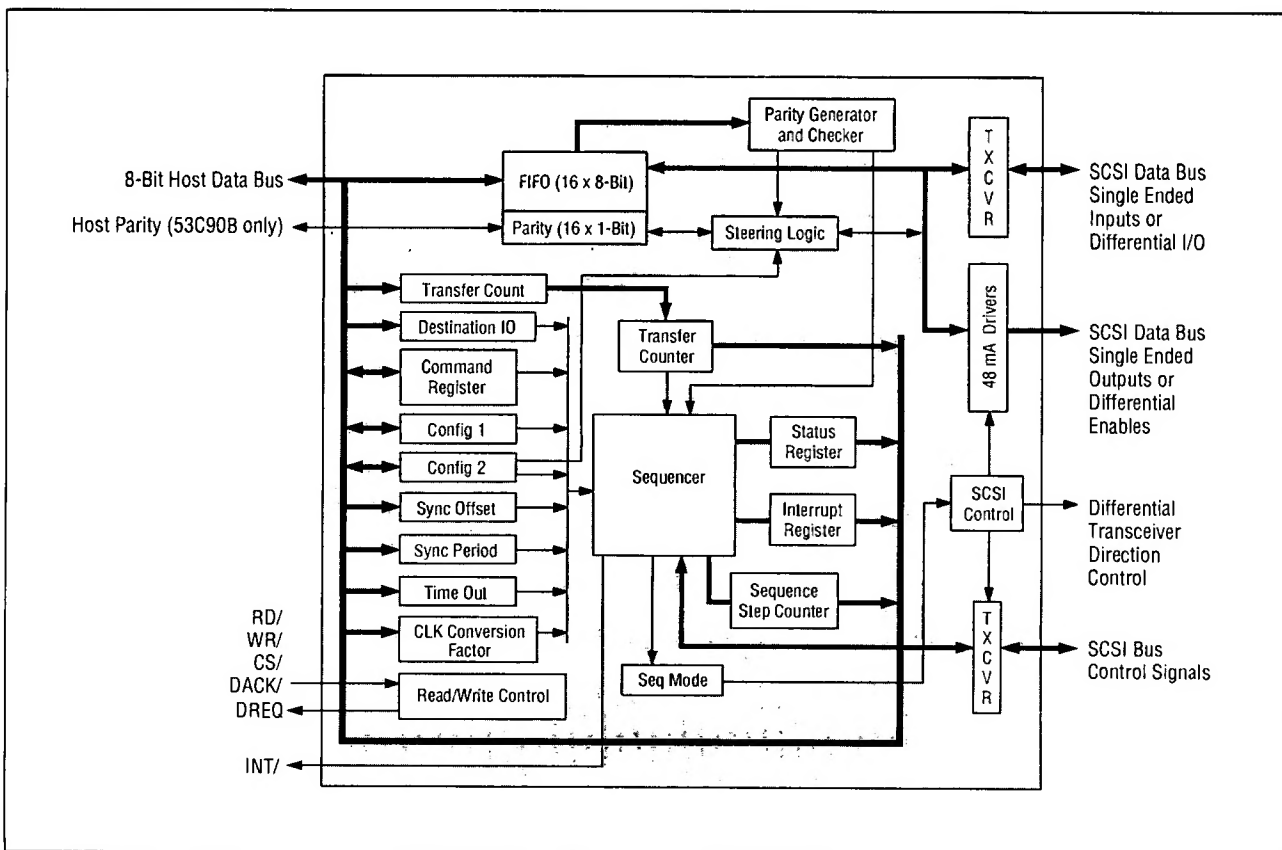 Parity Generator
and Checker
TXCVR
8-Bit Host Data Bus
FIFO (16 x 8-Bit)
SCSI Data Bus
Single Ended
Inputs or
Differential I/O
Host Parity (53C90B only)
Parity (16 x 1-Bit)
Steering Logic
Transfer Count
Destination IO
Transfer
Counter
48 mA Drivers
SCSI Data Bus
Single Ended
Outputs or
Differential
Enables
Command
Register
Config 1
Config 2
Sequencer
Status
Register
Sync Offset
Interrupt
Register
SCSI
Control
Differential
Transceiver
Direction
Control
Sync Period
Time Out
Sequence
Step Counter
RD/
WR/
CS/
DACK/
DREQ
CLK Conversion
Factor
Read/Write Control
Seq Mode
TXCVR
SCSI Bus
Control Signals
INT/